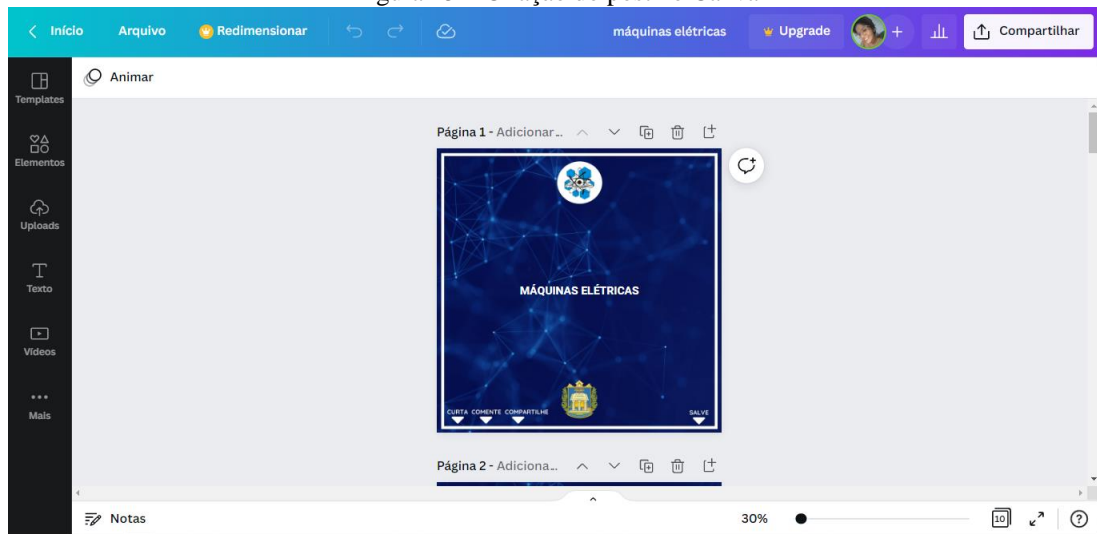 Início Arquivo Redimensionar máquinas elétricas Upgrade + Compartilhar
Animar
Templates
Elementos
Uploads
Texto
Vídeos
Mais
Página 1 - Adicionar...
MÁQUINAS ELÉTRICAS
CURTA COMENTE COMPARTILHE SALVE
Página 2 - Adiciona...
Notas 30% 10 ?